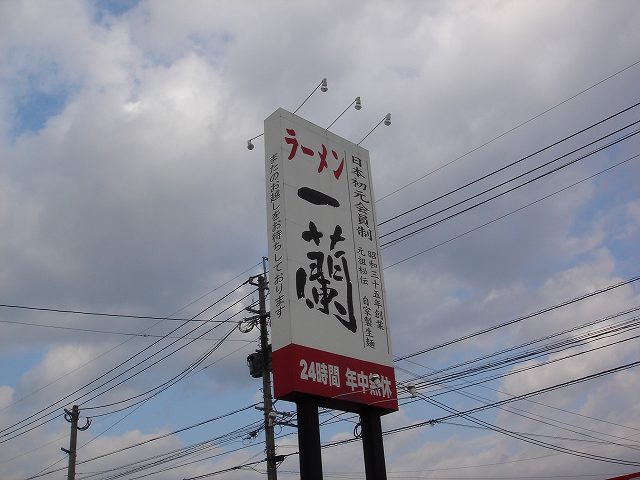 ラーメン
一蘭
日本初元会員制
昭和三十五年創業
元祖秘伝 自家製生麺
24時間 年中無休
またのお越しをお待ちしております